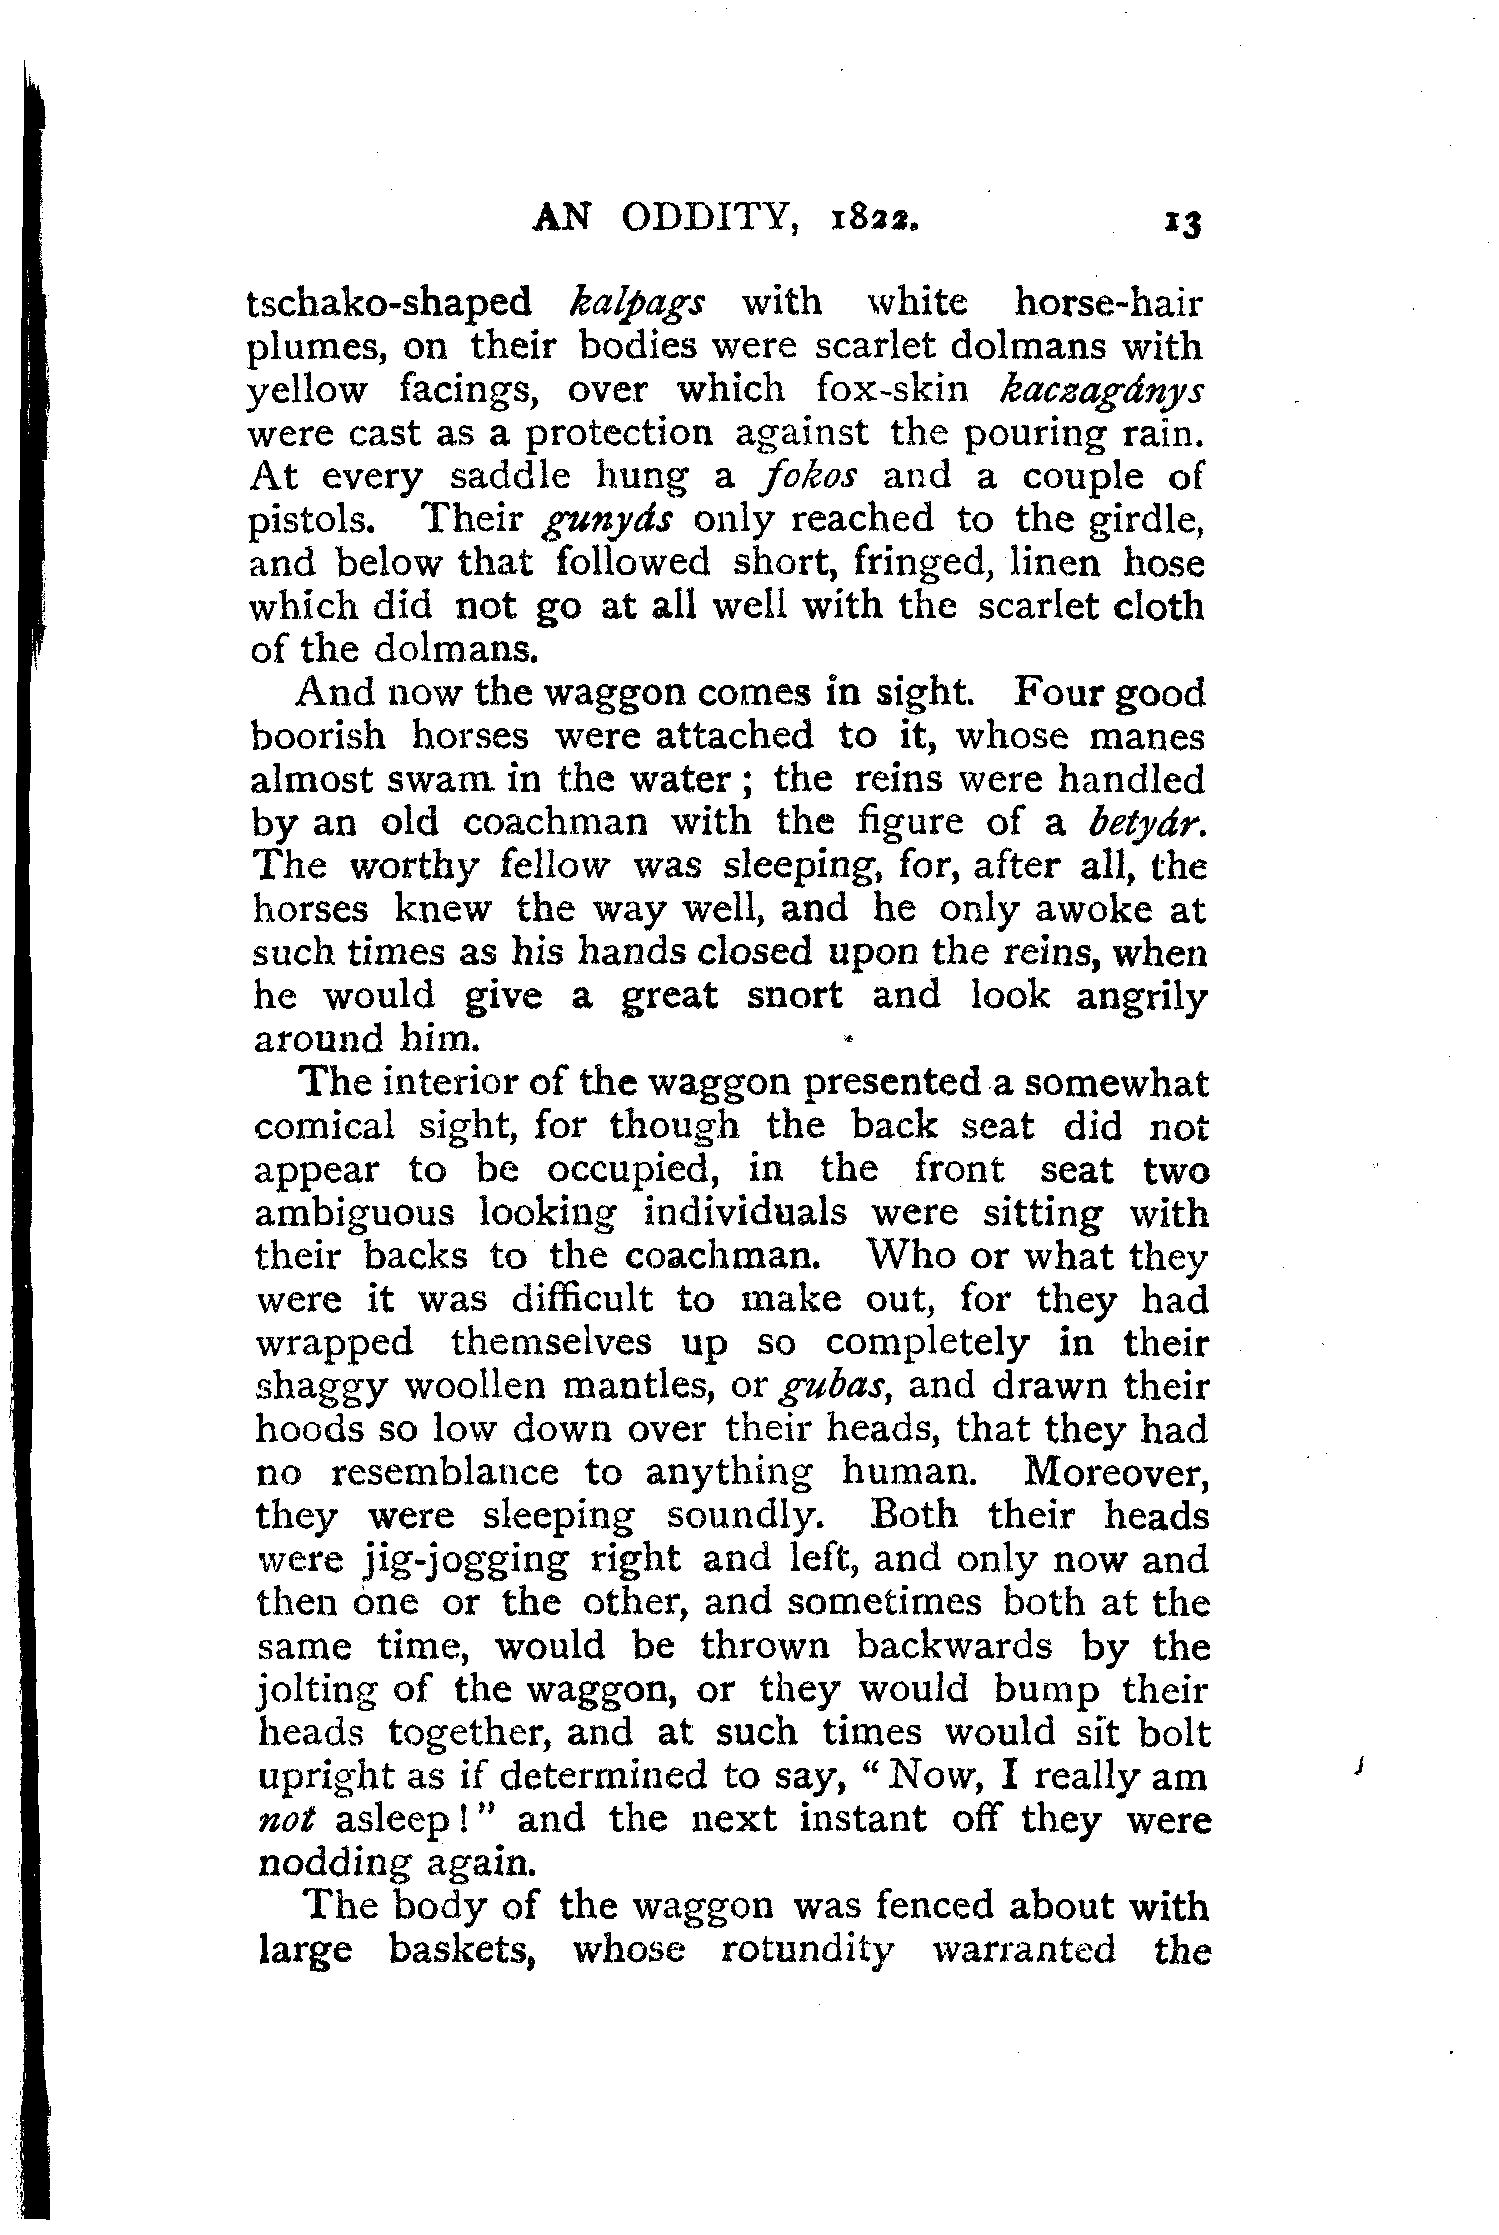 AN ODDITY, 1822. 13
tschako-shaped kalpags with white horse-hair
plumes, on their bodies were scarlet dolmans with
yellow facings, over which fox-skin kaczagánys
were cast as a protection against the pouring rain.
At every saddle hung a fokos and a couple of
pistols. Their gunyás only reached to the girdle,
and below that followed short, fringed, linen hose
which did not go at all well with the scarlet cloth
of the dolmans.
And now the waggon comes in sight. Four good
boorish horses were attached to it, whose manes
almost swam in the water ; the reins were handled
by an old coachman with the figure of a betyár.
The worthy fellow was sleeping, for, after all, the
horses knew the way well, and he only awoke at
such times as his hands closed upon the reins, when
he would give a great snort and look angrily
around him.
The interior of the waggon presented a somewhat
comical sight, for though the back seat did not
appear to be occupied, in the front seat two
ambiguous looking individuals were sitting with
their backs to the coachman. Who or what they
were it was difficult to make out, for they had
wrapped themselves up so completely in their
shaggy woollen mantles, or gubas, and drawn their
hoods so low down over their heads, that they had
no resemblance to anything human. Moreover,
they were sleeping soundly. Both their heads
were jig-jogging right and left, and only now and
then one or the other, and sometimes both at the
same time, would be thrown backwards by the
jolting of the waggon, or they would bump their
heads together, and at such times would sit bolt
upright as if determined to say, “ Now, I really am
not asleep ! ” and the next instant off they were
nodding again.
The body of the waggon was fenced about with
large baskets, whose rotundity warranted the